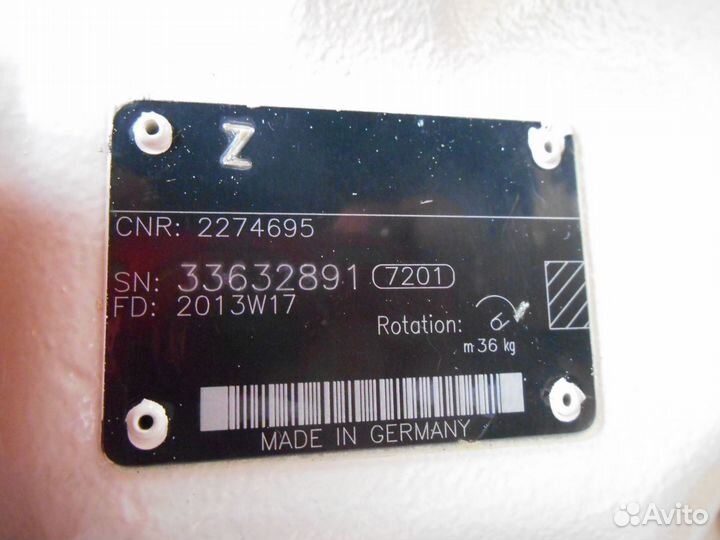 Z
CNR: 2274695
SN: 33632891 7201
FD: 2013W17
Rotation:
m: 36 kg
MADE IN GERMANY
Avito